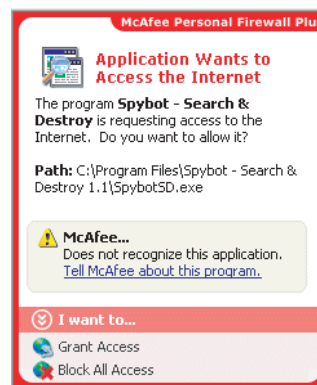 McAfee Personal Firewall Plu
Application Wants to
Access the Internet
The program Spybot - Search &
Destroy is requesting access to the
Internet. Do you want to allow it?
Path: C:\Program Files\Spybot - Search &
Destroy 1.1\SpybotSD.exe
McAfee...
Does not recognize this application.
Tell McAfee about this program.
I want to...
Grant Access
Block All Access